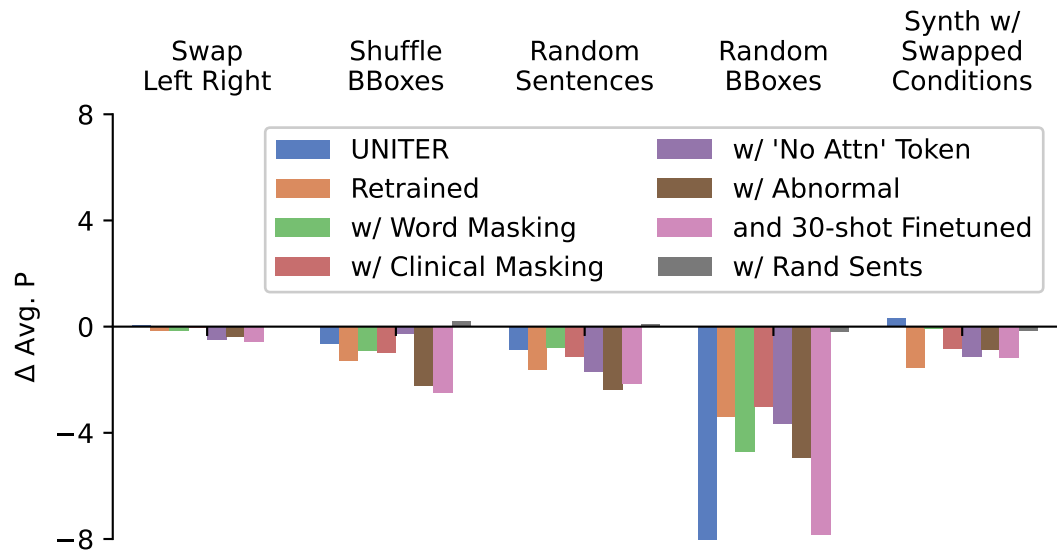 Swap
Left Right
Shuffle
BBoxes
Random
Sentences
Random
BBoxes
Synth w/
Swapped
Conditions
Δ Avg. P
8
4
0
−4
−8
UNITER
Retrained
w/ Word Masking
w/ Clinical Masking
w/ 'No Attn' Token
w/ Abnormal
and 30-shot Finetuned
w/ Rand Sents